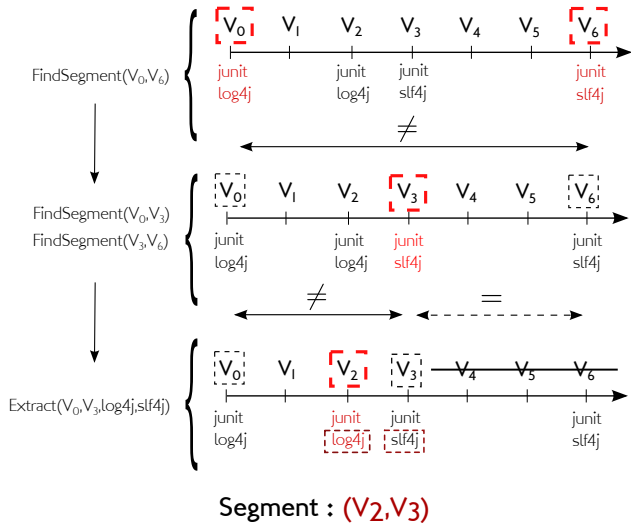 V0 V1 V2 V3 V4 V5 V6
FindSegment(V0,V6)
junit junit junit junit
log4j log4j slf4j slf4j
≠
V0 V1 V2 V3 V4 V5 V6
FindSegment(V0,V3)
FindSegment(V3,V6)
junit junit junit junit
log4j log4j slf4j slf4j
≠ =
V0 V1 V2 V3 V4 V5 V6
Extract(V0,V3,log4j,slf4j)
junit junit junit junit
log4j log4j slf4j slf4j
Segment : (V2,V3)